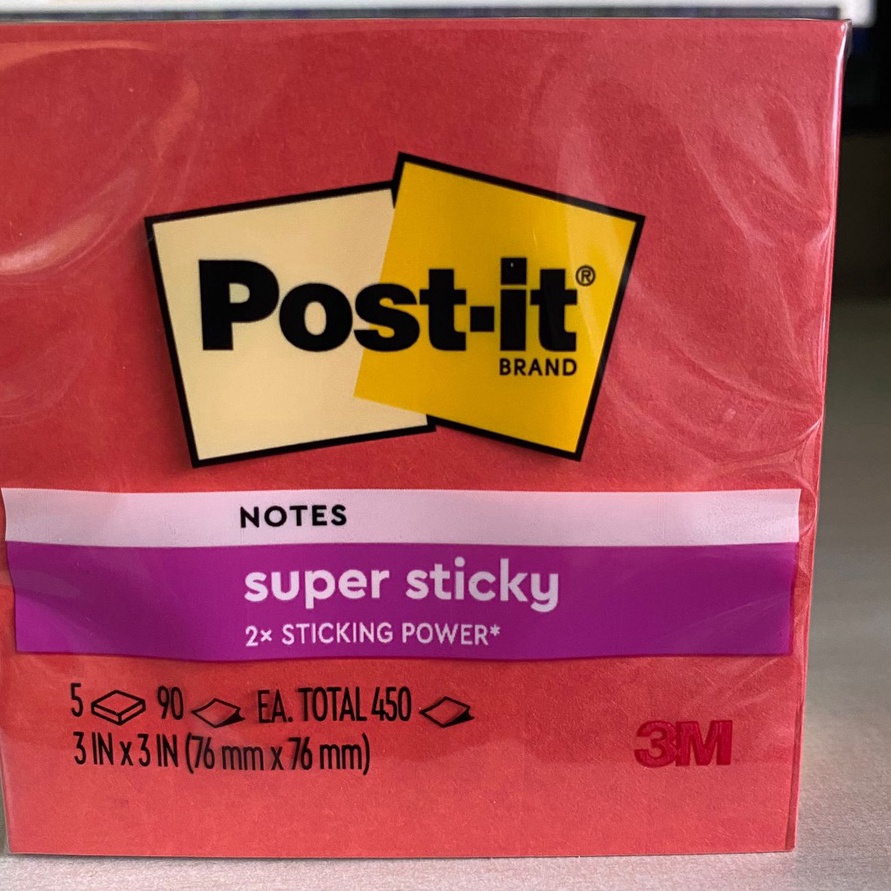 Post-it®
BRAND
NOTES
super sticky
2× STICKING POWER*
5 90 EA. TOTAL 450
3 IN x 3 IN (76 mm x 76 mm)
3M